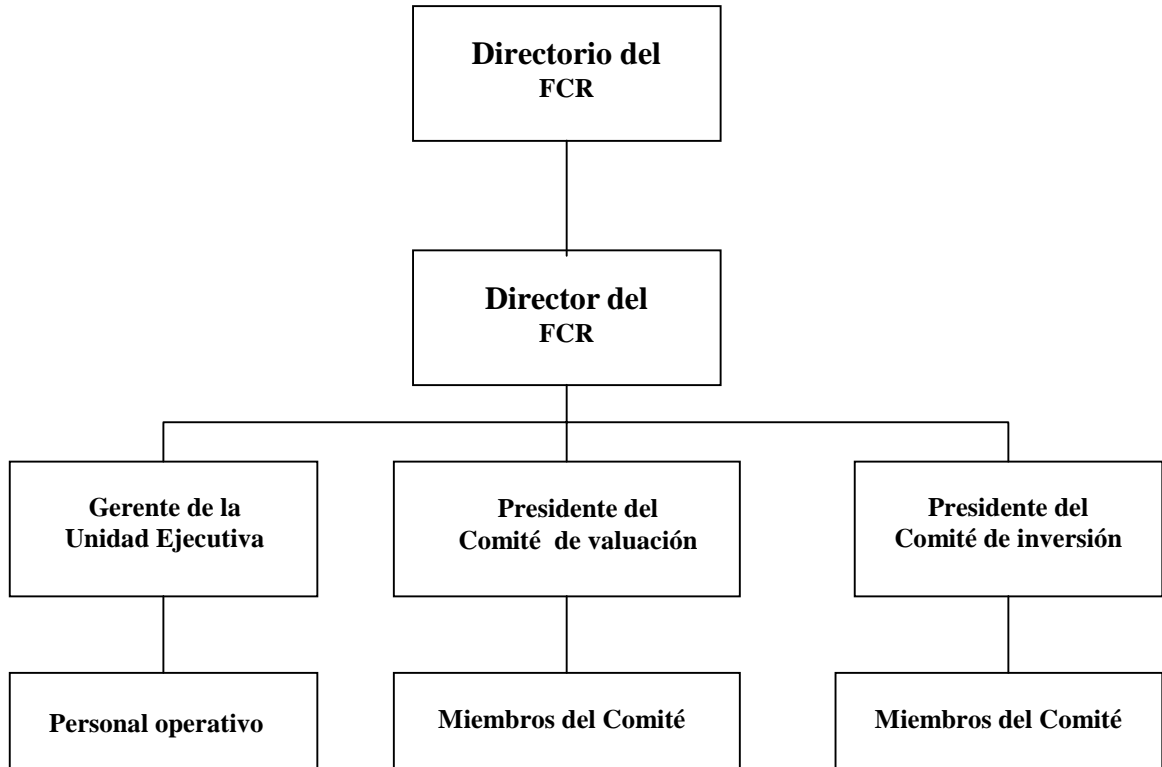 Directorio del
FCR
Director del
FCR
Gerente de la
Unidad Ejecutiva
Presidente del
Comité de valuación
Presidente del
Comité de inversión
Personal operativo
Miembros del Comité
Miembros del Comité